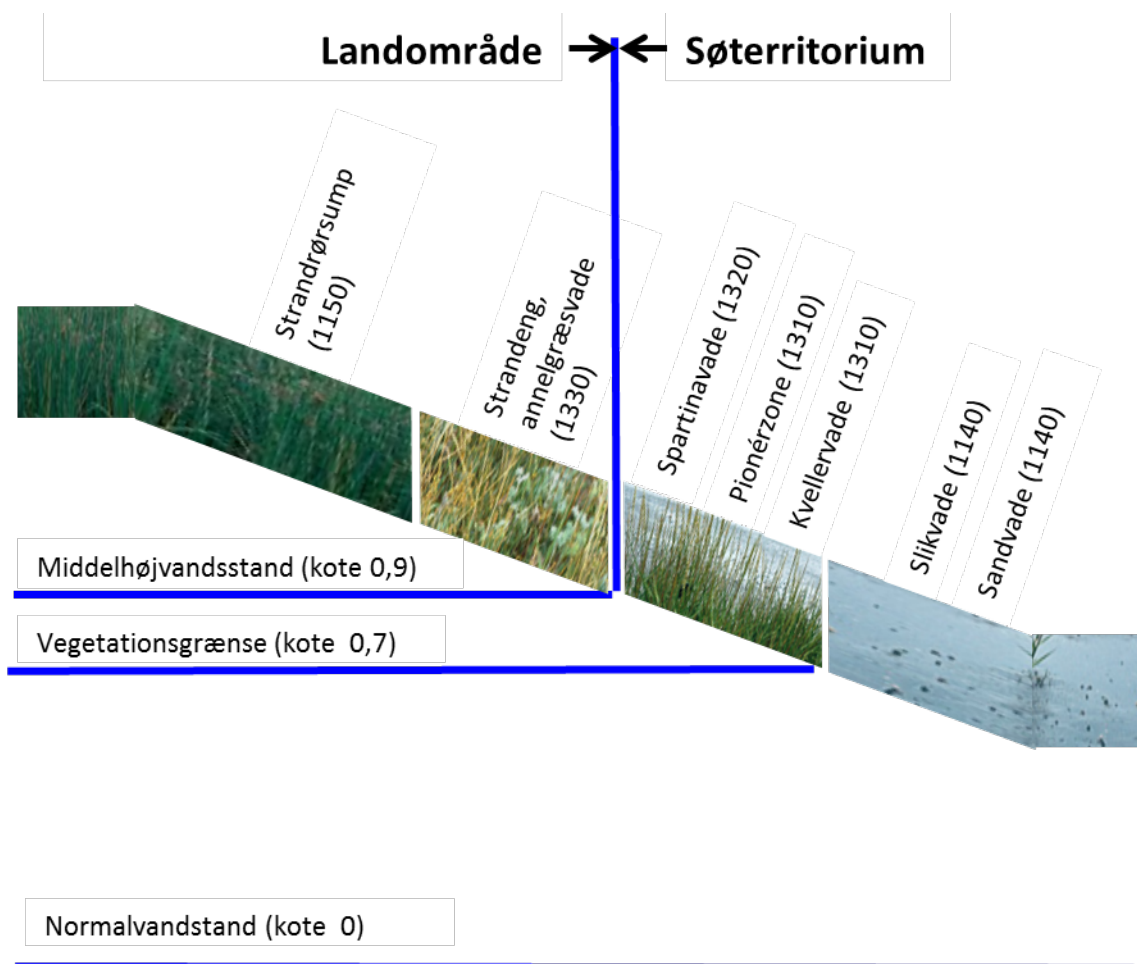 Landområde
Søterritorium
Strandrørsump
(1150)
Strandeng,
annelgræsvade
(1330)
Spartinavade (1320)
Pionérzone (1310)
Kvellervade (1310)
Slikvade (1140)
Sandvade (1140)
Middelhøjvandsstand (kote 0,9)
Vegetationsgrænse (kote 0,7)
Normalvandstand (kote 0)